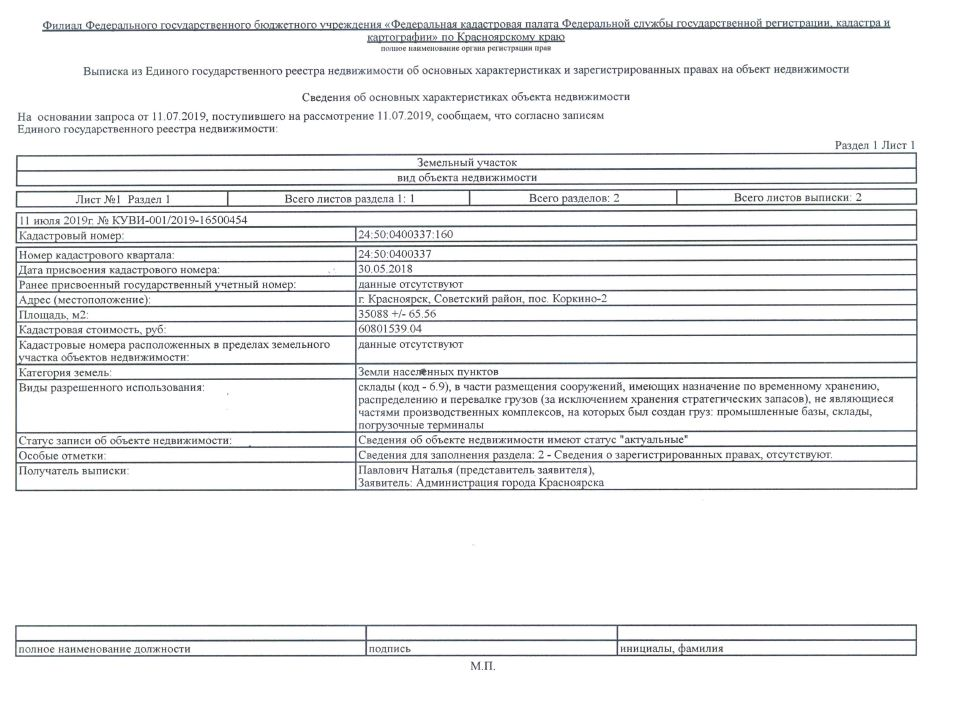 Филиал Федерального государственного бюджетного учреждения «Федеральная кадастровая палата Федеральной службы государственной регистрации, кадастра и
картографии» по Красноярскому краю
полное наименование органа регистрации прав
Выписка из Единого государственного реестра недвижимости об основных характеристиках и зарегистрированных правах на объект недвижимости
Сведения об основных характеристиках объекта недвижимости
На основании запроса от 11.07.2019, поступившего на рассмотрение 11.07.2019, сообщаем, что согласно записям
Единого государственного реестра недвижимости:
Раздел 1 Лист 1
Земельный участок
вид объекта недвижимости
Лист №1 Раздел 1 Всего листов раздела 1: 1 Всего разделов: 2 Всего листов выписки: 2
11 июля 2019г. № КУВИ-001/2019-16500454
Кадастровый номер: 24:50:0400337:160
Номер кадастрового квартала: 24:50:0400337
Дата присвоения кадастрового номера: 30.05.2018
Ранее присвоенный государственный учетный номер: данные отсутствуют
Адрес (местоположение): г. Красноярск, Советский район, пос. Коркино-2
Площадь, м2: 35088 +/- 65.56
Кадастровая стоимость, руб: 60801539.04
Кадастровые номера расположенных в пределах земельного данные отсутствуют
участка объектов недвижимости:
Категория земель: Земли населенных пунктов
Виды разрешенного использования: склады (код - 6.9), в части размещения сооружений, имеющих назначение по временному хранению,
распределению и перевалке грузов (за исключением хранения стратегических запасов), не являющиеся
частями производственных комплексов, на которых был создан груз: промышленные базы, склады,
погрузочные терминалы
Статус записи об объекте недвижимости: Сведения об объекте недвижимости имеют статус "актуальные"
Особые отметки: Сведения для заполнения раздела: 2 - Сведения о зарегистрированных правах, отсутствуют.
Получатель выписки: Павлович Наталья (представитель заявителя),
Заявитель: Администрация города Красноярска
полное наименование должности подпись инициалы, фамилия
М.П.